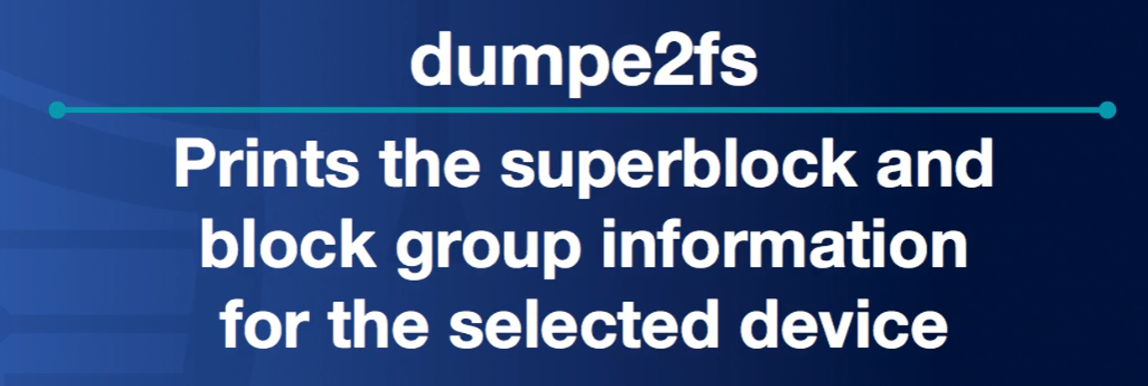 dumpe2fs
Prints the superblock and
block group information
for the selected device